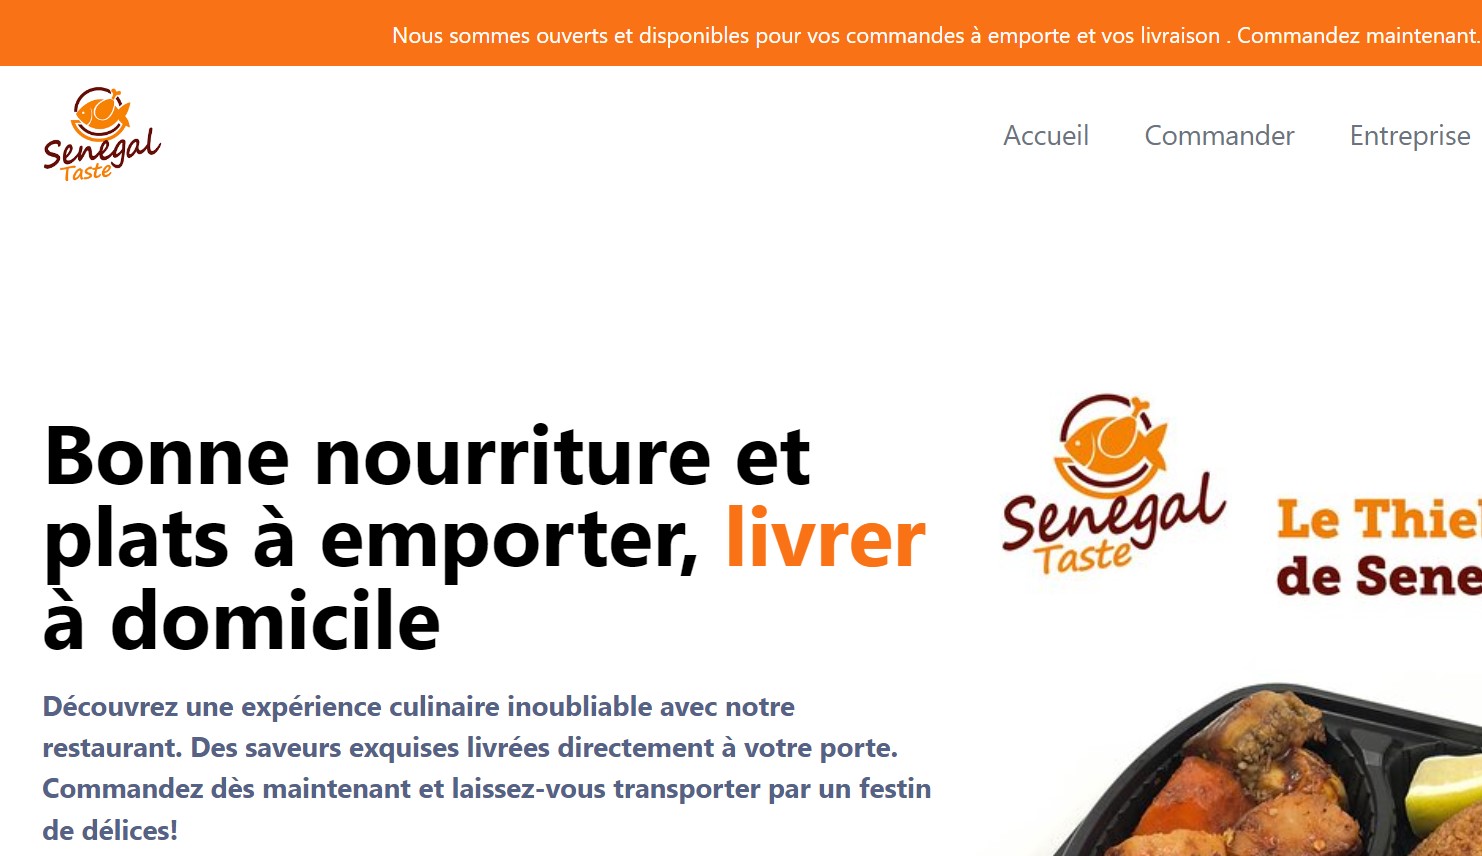 Nous sommes ouverts et disponibles pour vos commandes à emporte et vos livraison . Commandez maintenant.
Senegal
Taste
Accueil Commander Entreprise
Bonne nourriture et
plats à emporter, livrer
à domicile
Découvrez une expérience culinaire inoubliable avec notre
restaurant. Des saveurs exquises livrées directement à votre porte.
Commandez dès maintenant et laissez-vous transporter par un festin
de délices!
Senegal
Taste
Le Thie
de Sene